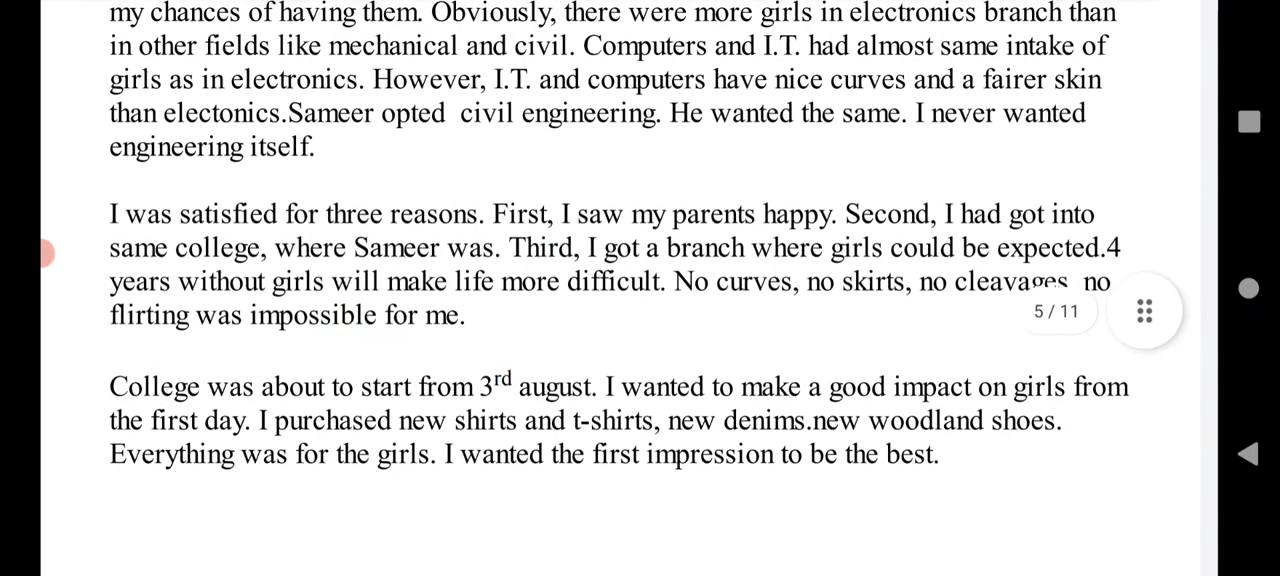 my chances of having them. Obviously, there were more girls in electronics branch than
in other fields like mechanical and civil. Computers and I.T. had almost same intake of
girls as in electronics. However, I.T. and computers have nice curves and a fairer skin
than electonics.Sameer opted  civil engineering. He wanted the same. I never wanted
engineering itself.
I was satisfied for three reasons. First, I saw my parents happy. Second, I had got into
same college, where Sameer was. Third, I got a branch where girls could be expected.4
years without girls will make life more difficult. No curves, no skirts, no cleavages no
flirting was impossible for me.
5 / 11
College was about to start from 3rd august. I wanted to make a good impact on girls from
the first day. I purchased new shirts and t-shirts, new denims.new woodland shoes.
Everything was for the girls. I wanted the first impression to be the best.